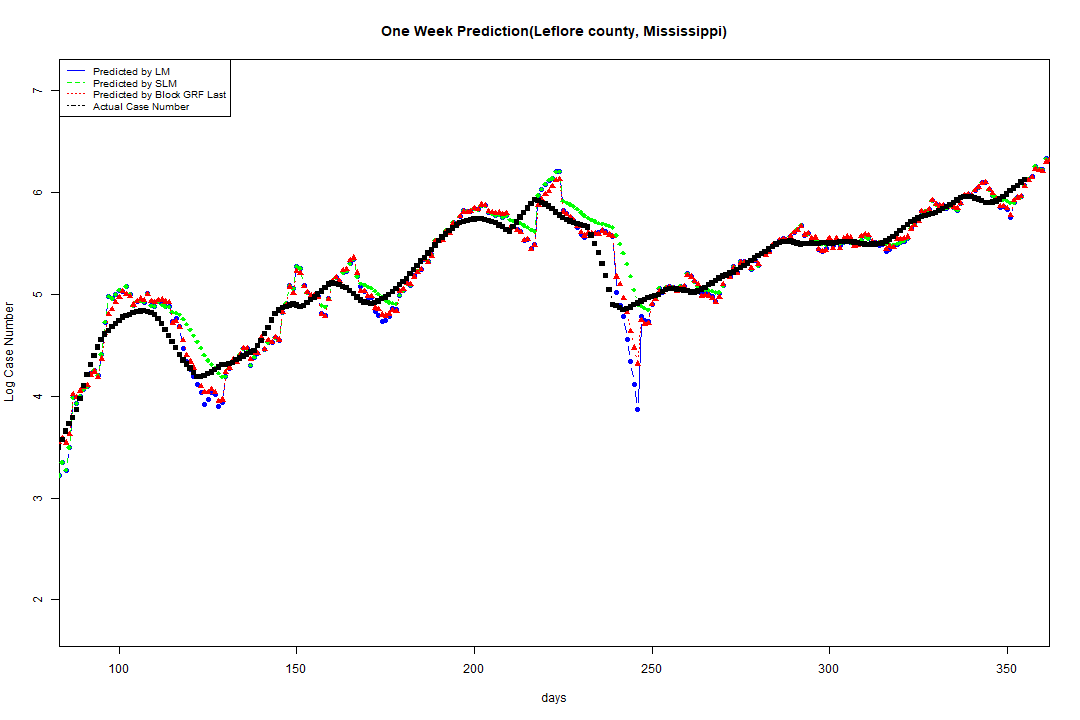 One Week Prediction(Leflore county, Mississippi)
Predicted by LM
Predicted by SLM
Predicted by Block GRF Last
Actual Case Number
Log Case Number
7
6
5
4
3
2
100 150 200 250 300 350
days